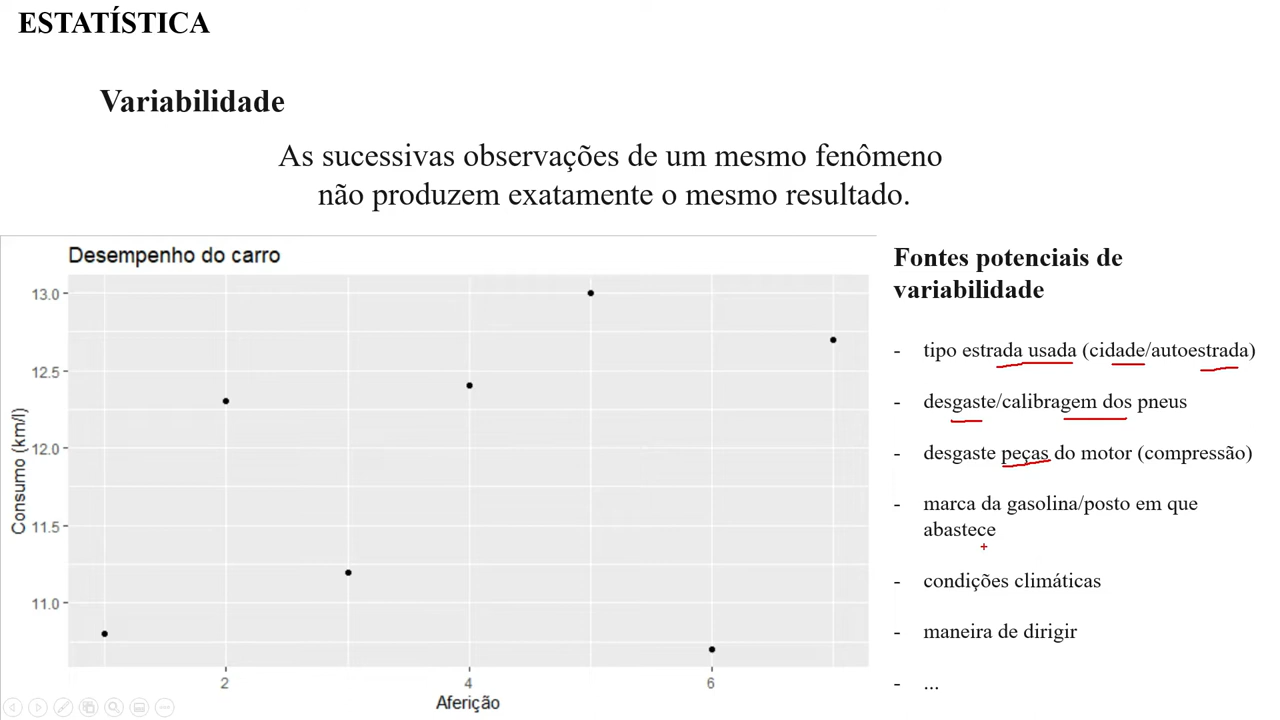 ESTATÍSTICA
Variabilidade
As sucessivas observações de um mesmo fenômeno
não produzem exatamente o mesmo resultado.
Desempenho do carro
13.0
12.5
12.0
11.5
11.0
Consumo (km/l)
2
4
6
Aferição
Fontes potenciais de
variabilidade
- tipo estrada usada (cidade/autoestrada)
- desgaste/calibragem dos pneus
- desgaste peças do motor (compressão)
- marca da gasolina/posto em que
abastece
- condições climáticas
- maneira de dirigir
- ...